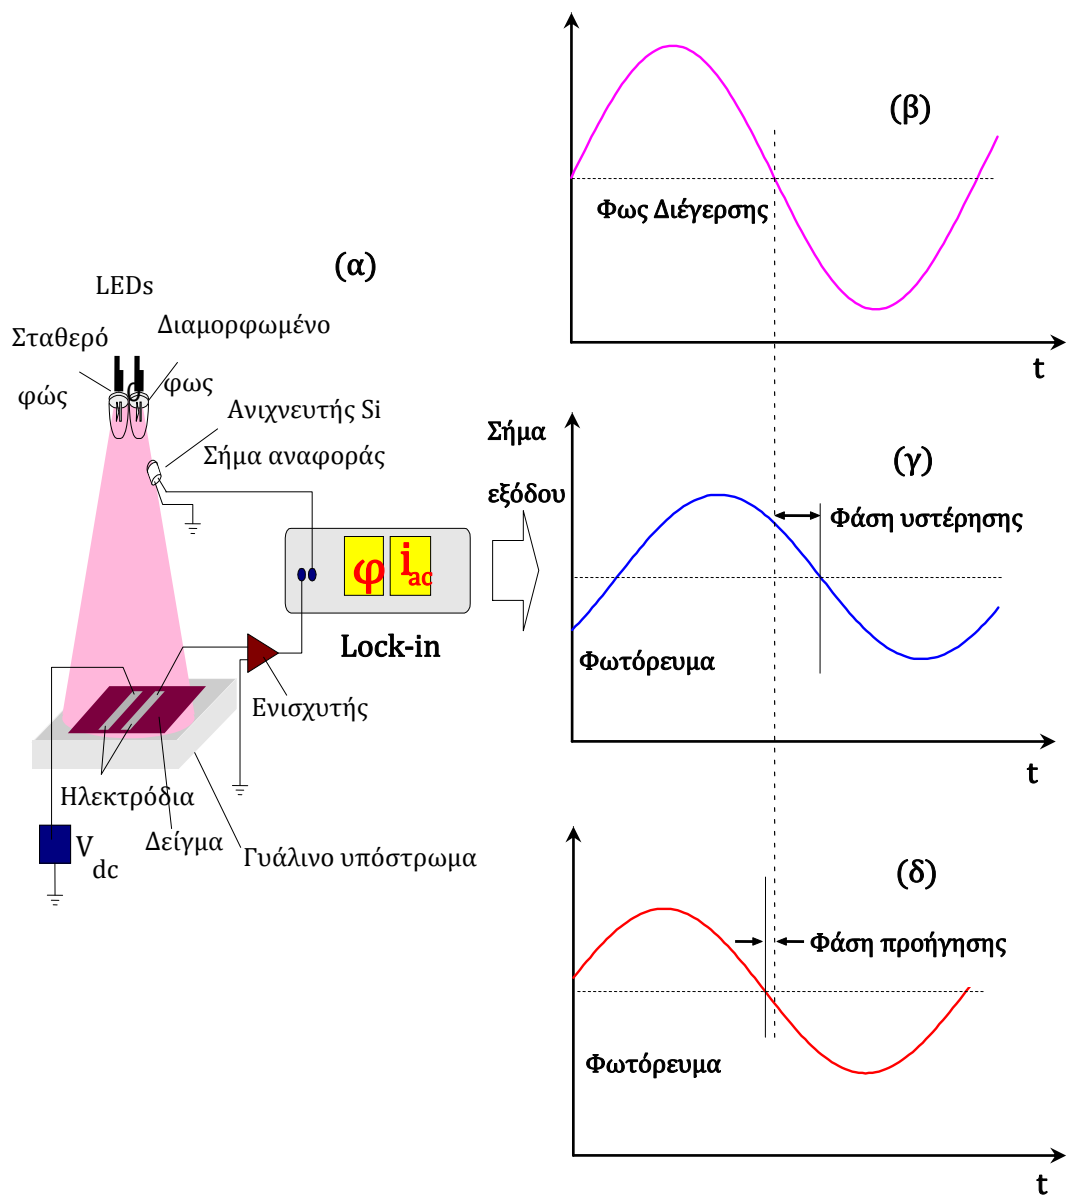 (α)
LEDs
Σταθερό
φώς
Διαμορφωμένο
φως
Ανιχνευτής Si
Σήμα αναφοράς
φ
i
ac
Lock-in
Ενισχυτής
Ηλεκτρόδια
Δείγμα
Γυάλινο υπόστρωμα
V
dc
Σήμα
εξόδου
(β)
Φως Διέγερσης
t
(γ)
Φάση υστέρησης
Φωτόρευμα
t
(δ)
Φάση προήγησης
Φωτόρευμα
t